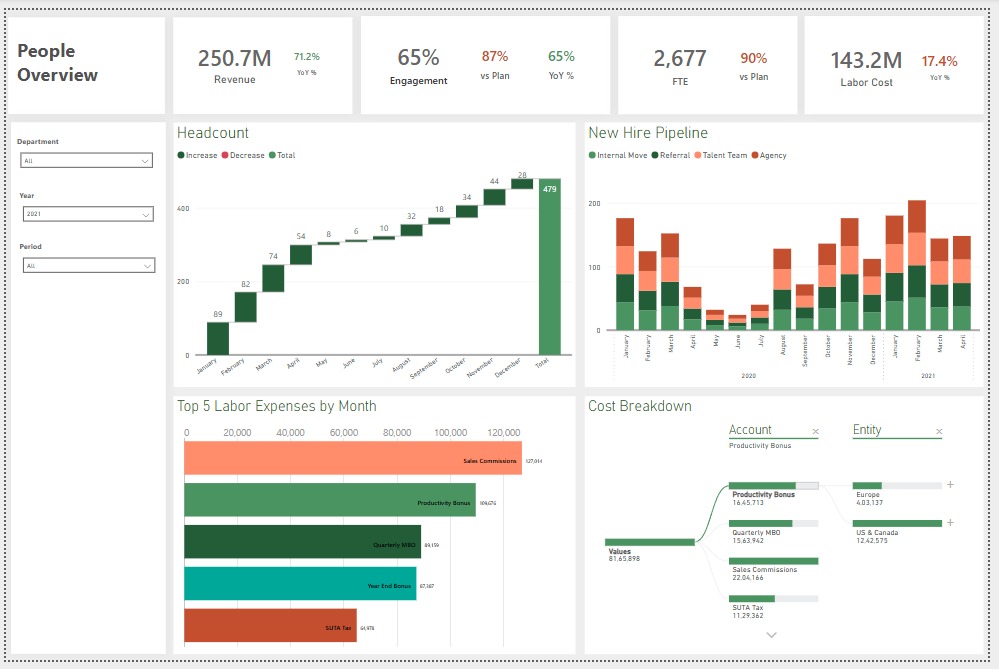 People
Overview
250.7M
Revenue
71.2%
YoY %
65%
Engagement
87%
vs Plan
65%
YoY %
2,677
FTE
90%
vs Plan
143.2M
Labor Cost
17.4%
YoY %
Department
All
Year
2021
Period
All
Headcount
Increase Decrease Total
400
200
0
89
82
74
54
8
6
10
32
18
34
44
28
479
January February March April May June July August September October November December Total
New Hire Pipeline
Internal Move Referral Talent Team Agency
200
100
0
January February March April May June July August September October November December January February March April
2020 2021
Top 5 Labor Expenses by Month
0 20,000 40,000 60,000 80,000 100,000 120,000
Sales Commissions
Productivity Bonus 109,676
Quarterly MBO 89,159
Year End Bonus
SUTA Tax
Cost Breakdown
Account
Productivity Bonus
Entity
Values
81,65,898
Productivity Bonus
16,45,713
Quarterly MBO
15,63,942
Sales Commissions
22,04,166
SUTA Tax
11,29,362
Europe
4,03,137
US & Canada
12,42,575